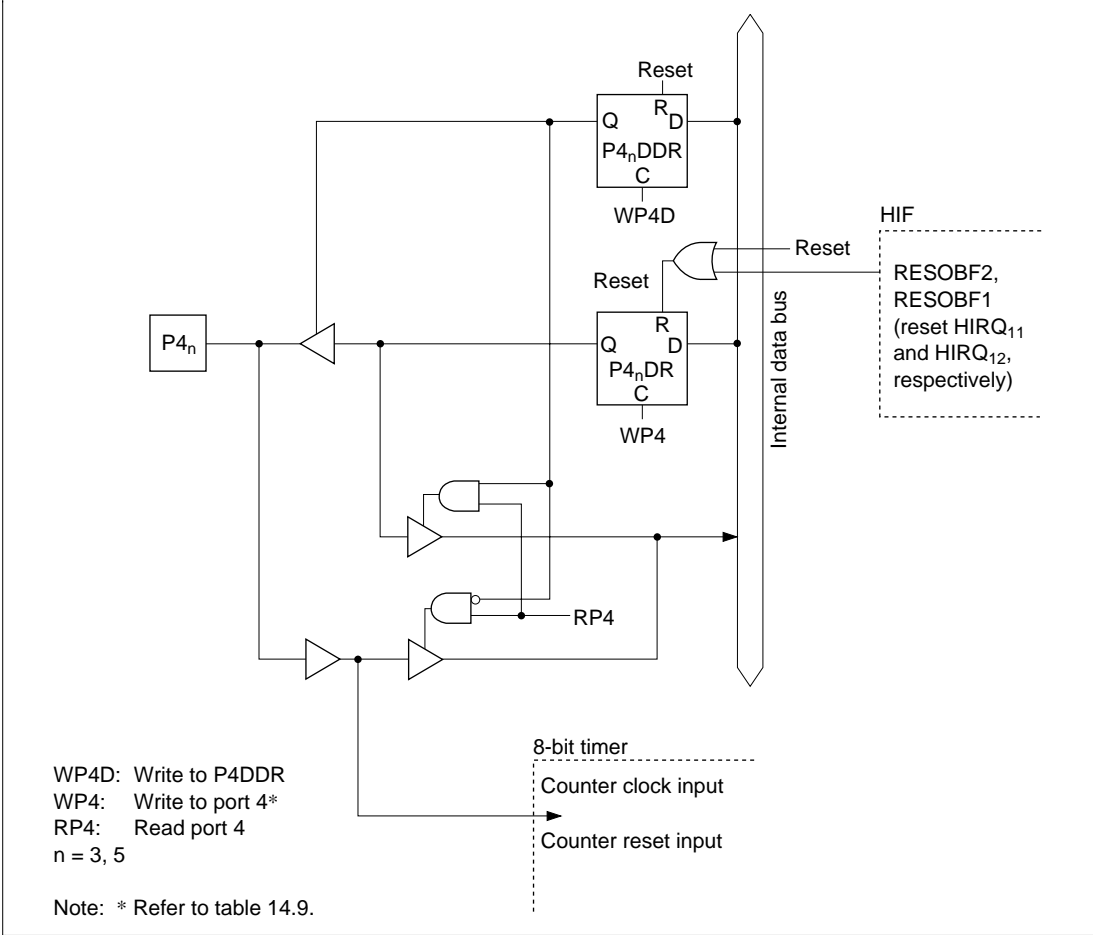 Reset
Q
R
D
P4nDDR
C
WP4D
HIF
Reset
RESOBF2,
RESOBF1
(reset HIRQ11
and HIRQ12,
respectively)
Reset
R
Q
D
P4nDR
C
WP4
P4n
Internal data bus
RP4
8-bit timer
Counter clock input
Counter reset input
WP4D: Write to P4DDR
WP4: Write to port 4*
RP4: Read port 4
n = 3, 5
Note: * Refer to table 14.9.